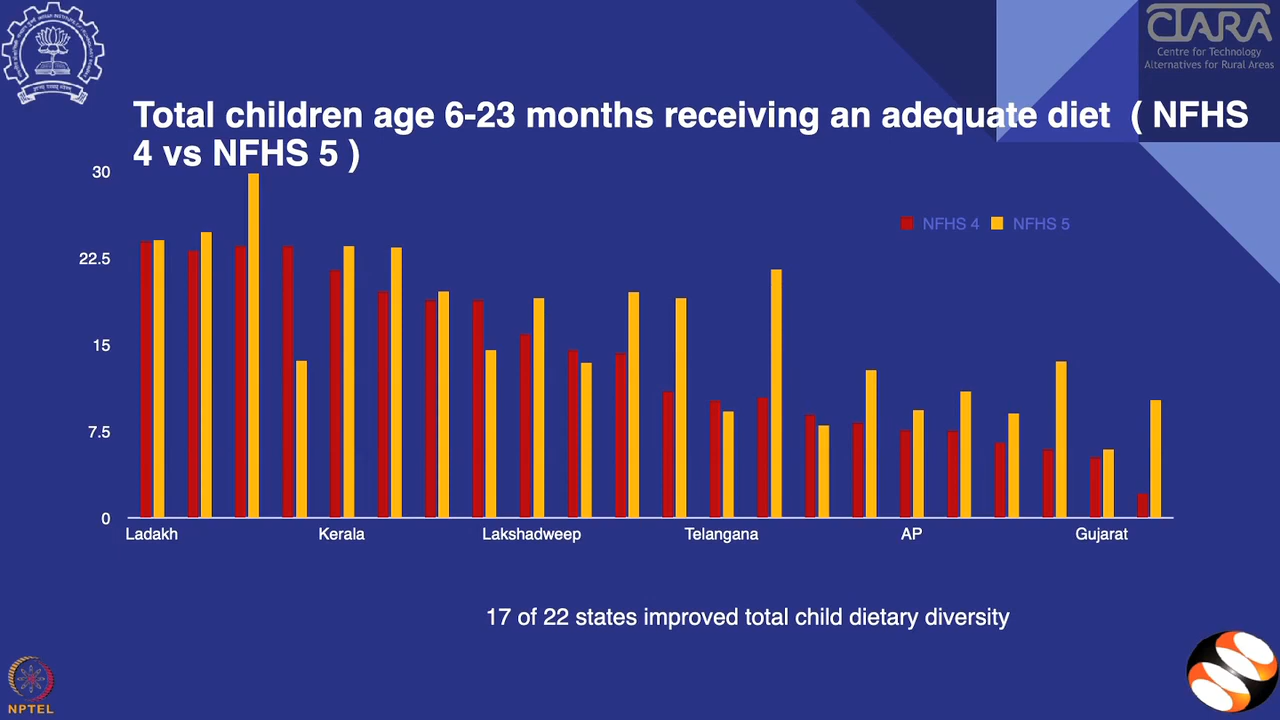 CTARA
Centre for Technology
Alternatives for Rural Areas
Total children age 6-23 months receiving an adequate diet ( NFHS
4 vs NFHS 5 )
30
22.5
15
7.5
0
NFHS 4 NFHS 5
Ladakh Kerala Lakshadweep Telangana AP Gujarat
17 of 22 states improved total child dietary diversity
NPTEL